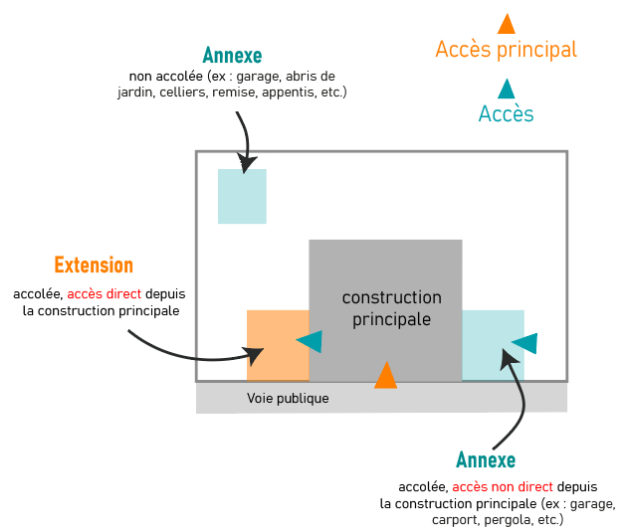 Accès principal
Accès
Annexe
non accolée (ex : garage, abris de
jardin, celliers, remise, appentis, etc.)
Extension
accolée, accès direct depuis
la construction principale
construction
principale
Voie publique
Annexe
accolée, accès non direct depuis
la construction principale (ex : garage,
carport, pergola, etc.)